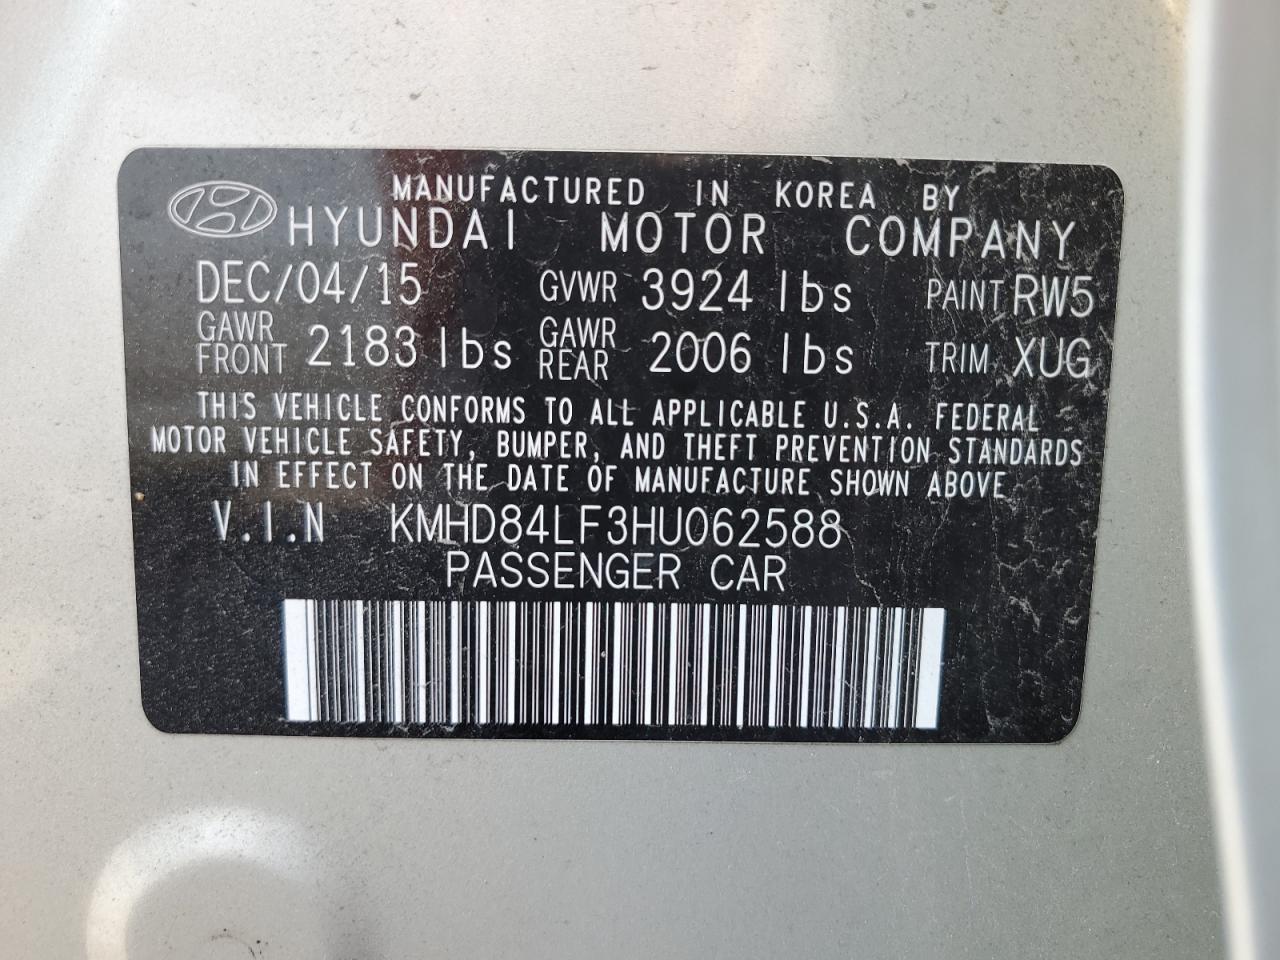 MANUFACTURED IN KOREA BY
HYUNDAI MOTOR COMPANY
DEC/04/15 GVWR 3924 lbs PAINT RW5
GAWR FRONT 2183 lbs GAWR REAR 2006 lbs TRIM XUG
THIS VEHICLE CONFORMS TO ALL APPLICABLE U.S.A. FEDERAL
MOTOR VEHICLE SAFETY, BUMPER, AND THEFT PREVENTION STANDARDS
IN EFFECT ON THE DATE OF MANUFACTURE SHOWN ABOVE
V.I.N KMHD84LF3HU062588
PASSENGER CAR